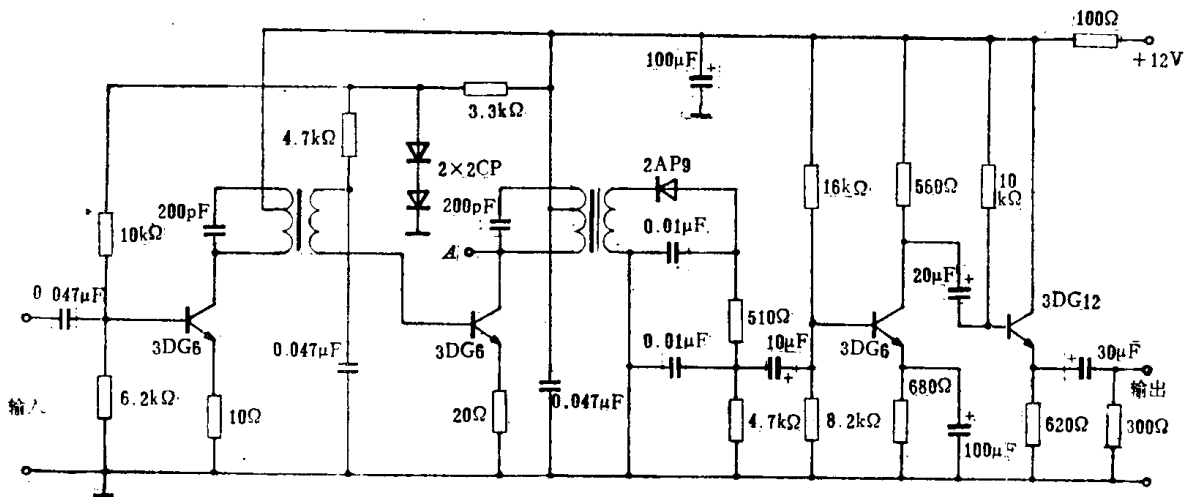 100Ω
+12V
100μF
+
3.3kΩ
4.7kΩ
2×2CP
2AP9
16kΩ
560Ω
10
kΩ
200pF
200pF
0.01μF
10kΩ
A
20μF
+
3DG12
0 047μF
510Ω
3DG6
3DG6
0.01μF
10μF
+
3DG6
+
30μF
0.047μF
680Ω
输出
输入
6.2kΩ
10Ω
20Ω
0.047μF
4.7kΩ
8.2kΩ
+
100μF
620Ω
300Ω